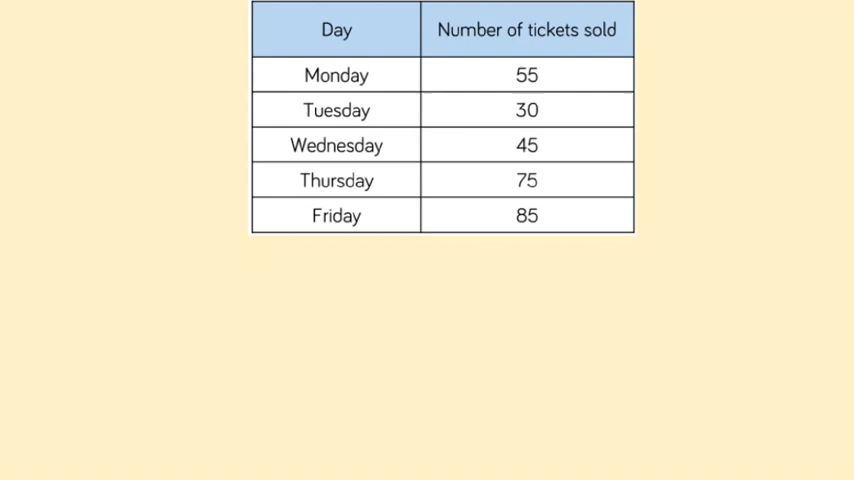 Day Number of tickets sold
Monday 55
Tuesday 30
Wednesday 45
Thursday 75
Friday 85